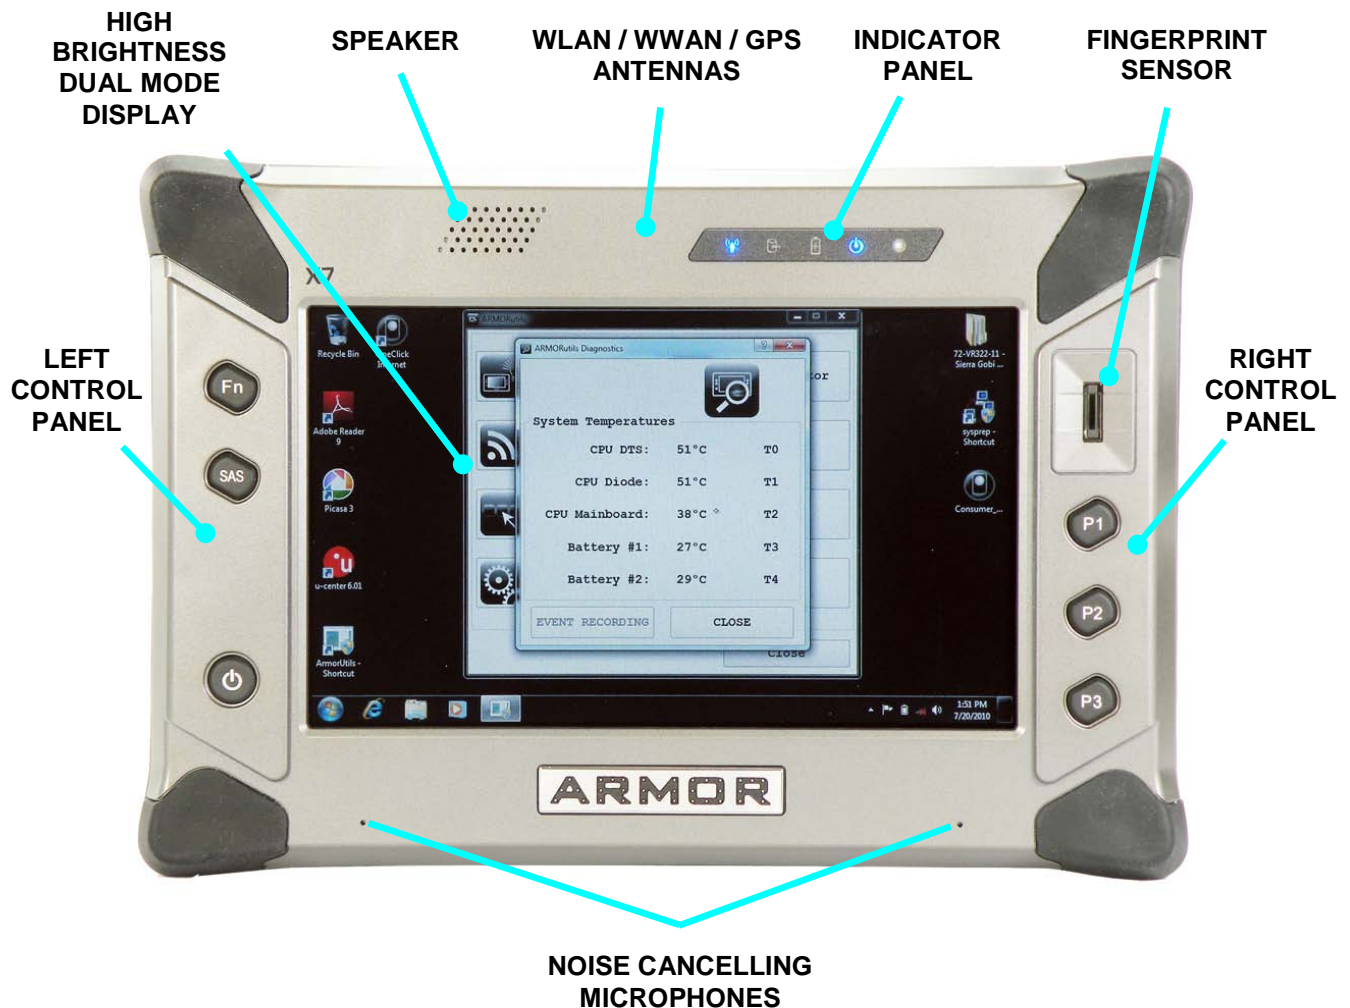 HIGH
BRIGHTNESS
DUAL MODE
DISPLAY
SPEAKER
WLAN / WWAN / GPS
ANTENNAS
INDICATOR
PANEL
FINGERPRINT
SENSOR
LEFT
CONTROL
PANEL
RIGHT
CONTROL
PANEL
X7
Fn
SAS
P1
P2
P3
Recycle Bin
Internet
Adobe Reader
9
Picasa 3
u-center 6.01
ArmorUtils -
Shortcut
72-VR322-11 -
Sierra Gobi ...
sysprep -
Shortcut
Consumer_...
ARMORutils Diagnostics
System Temperatures
CPU DTS: 51°C T0
CPU Diode: 51°C T1
CPU Mainboard: 38°C T2
Battery #1: 27°C T3
Battery #2: 29°C T4
EVENT RECORDING
CLOSE
Close
1:51 PM
7/20/2010
ARMOR
NOISE CANCELLING
MICROPHONES